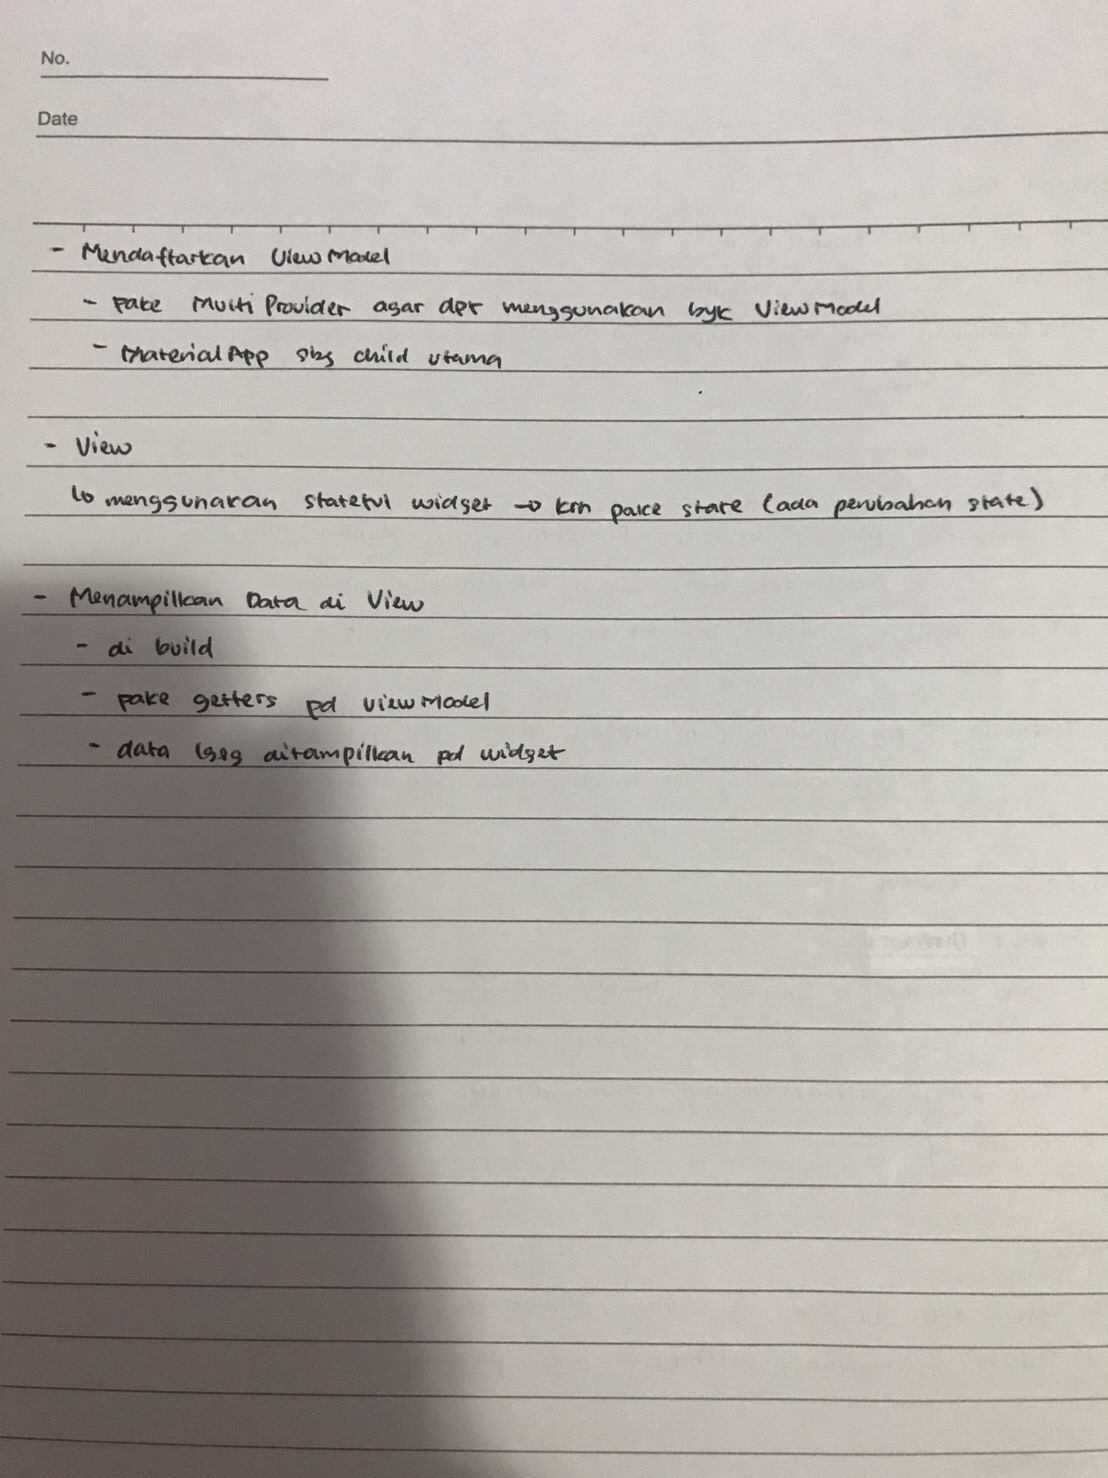 No.
Date
- Mendaftarkan ViewModel
- pake MultiProvider agar dpt menggunakan byk ViewModel
- MaterialApp sbg child utama
- View
↳ menggunakan stateful widget → krn pake state (ada perubahan state)
- Menampilkan Data di View
- di build
- pake getters pd ViewModel
- data lgsg ditampilkan pd widget